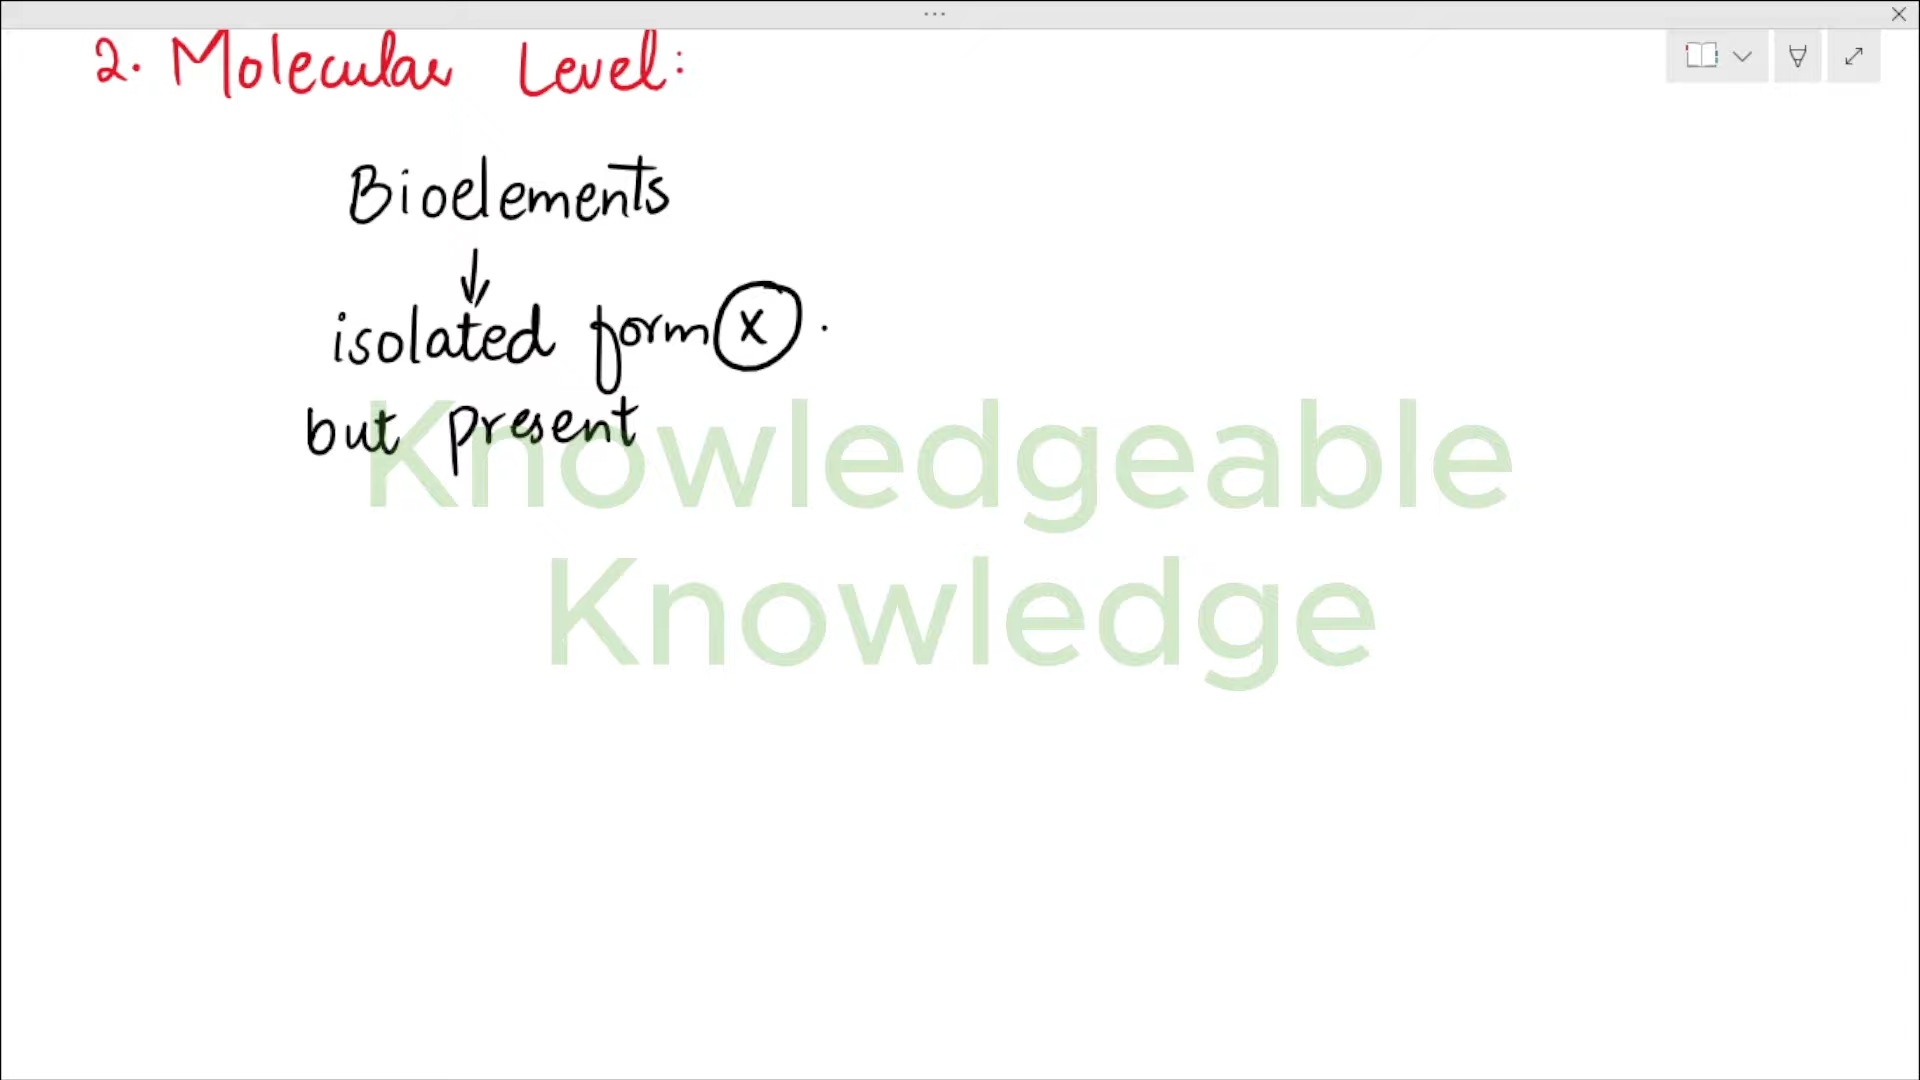 2. Molecular Level:
Bioelements
↓
isolated form (x) .
but present
Knowledgeable
Knowledge